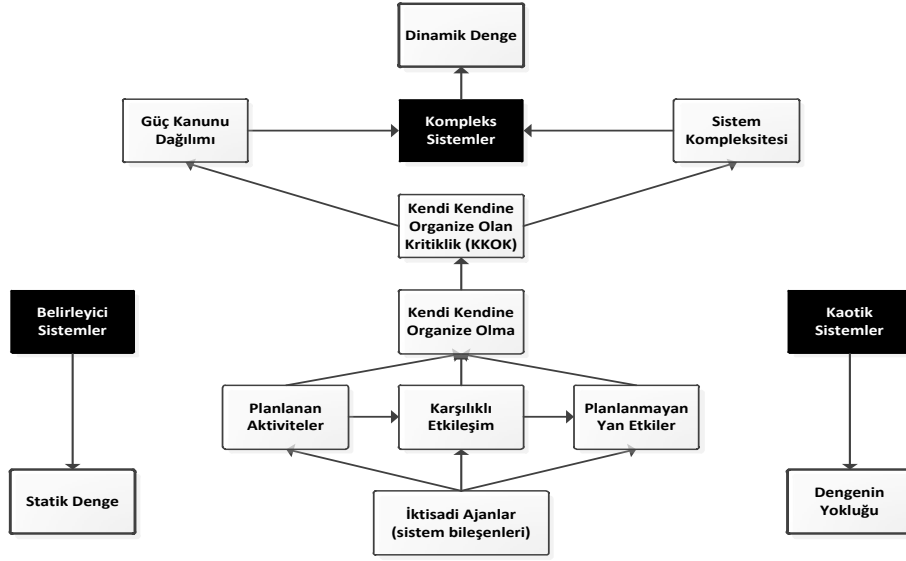 Dinamik Denge
Güç Kanunu
Dağılımı
Kompleks
Sistemler
Sistem
Kompleksitesi
Kendi Kendine
Organize Olan
Kritiklik (KKOK)
Belirleyici
Sistemler
Kendi Kendine
Organize Olma
Kaotik
Sistemler
Planlanan
Aktiviteler
Karşılıklı
Etkileşim
Planlanmayan
Yan Etkiler
Statik Denge
İktisadi Ajanlar
(sistem bileşenleri)
Dengenin
Yokluğu